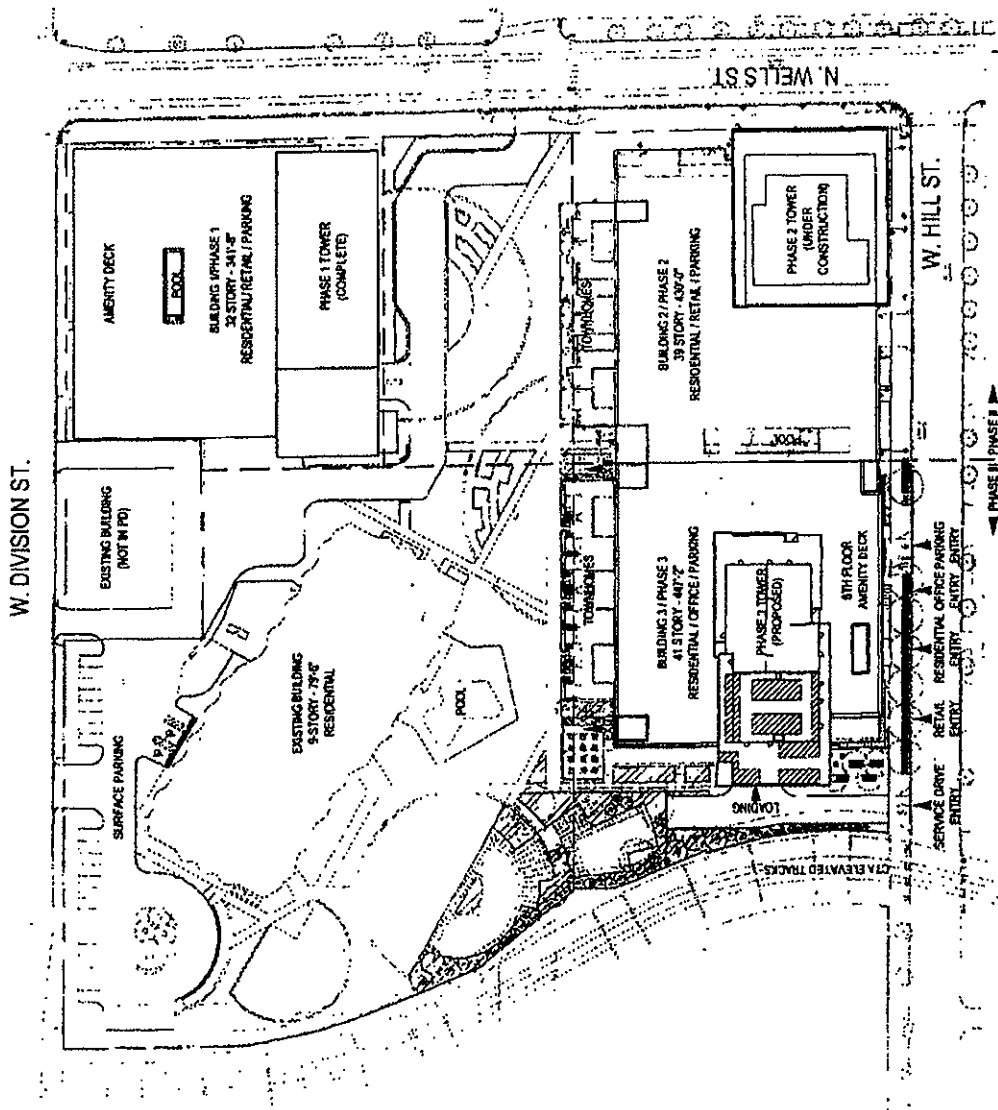 N. WELLS ST.
W. HILL ST.
W. DIVISION ST.
AMENITY DECK
POOL
BUILDING 1/PHASE 1
32 STORY - 341'-8"
RESIDENTIAL / RETAIL / PARKING
PHASE 1 TOWER
(COMPLETE)
EXISTING BUILDING
(NOT IN PD)
SURFACE PARKING
EXISTING BUILDING
9-STORY - 79'-6"
RESIDENTIAL
POOL
TOWNHOMES
BUILDING 2 / PHASE 2
39 STORY - 430'-0"
RESIDENTIAL / RETAIL / PARKING
PHASE 2 TOWER
(UNDER
CONSTRUCTION)
POOL
TOWNHOMES
BUILDING 3 / PHASE 3
41 STORY - 447'-2"
RESIDENTIAL / OFFICE / PARKING
PHASE 3 TOWER
(PROPOSED)
8TH FLOOR
AMENITY DECK
LOADING
CTA ELEVATED TRACKS
SERVICE DRIVE
ENTRY
RETAIL
ENTRY
RESIDENTIAL
ENTRY
OFFICE
ENTRY
PARKING
ENTRY
PHASE III
PHASE II